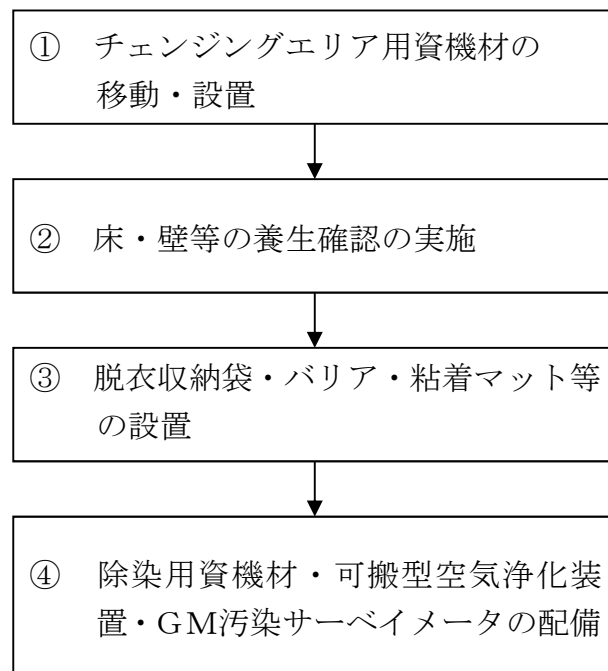 ① チェンジングエリア用資機材の
移動・設置
② 床・壁等の養生確認の実施
③ 脱衣収納袋・バリア・粘着マット等
の設置
④ 除染用資機材・可搬型空気浄化装
置・GM汚染サーベイメータの配備